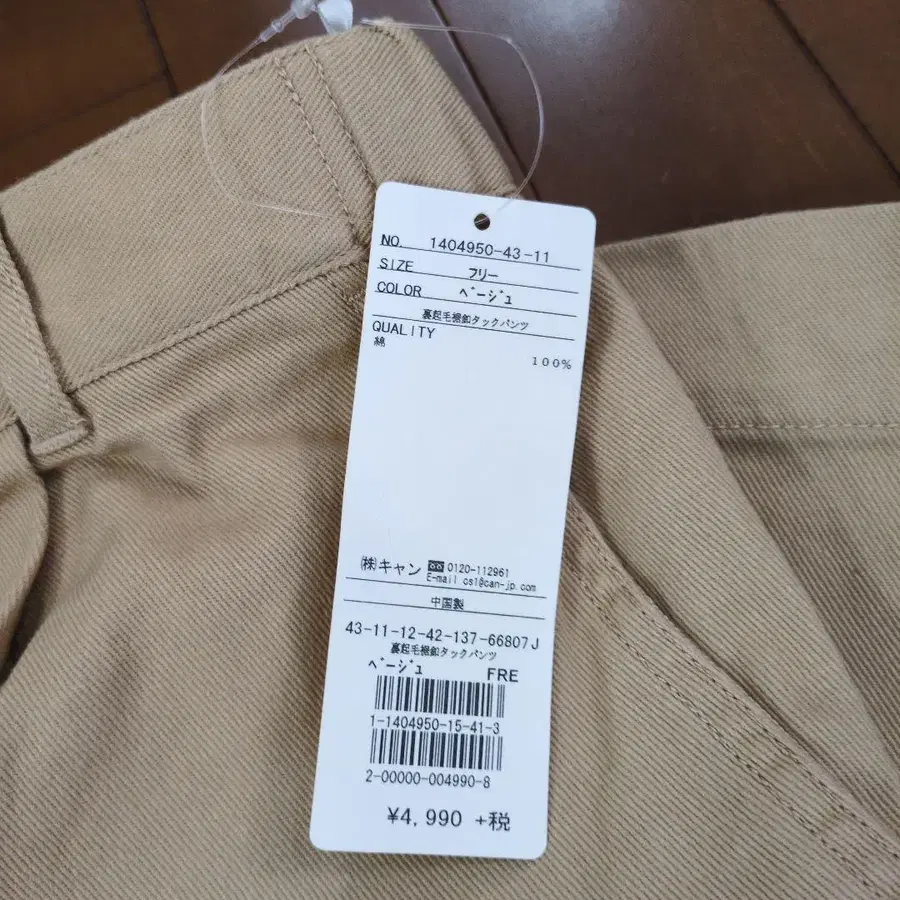 NO. 1404950-43-11
SIZE フリー
COLOR ベージュ
裏起毛裾釦タックパンツ
QUALITY
綿
100%
㈱キャン 0120-112961
E-mail cs1@can-jp.com
中国製
43-11-12-42-137-66807J
裏起毛裾釦タックパンツ
ベージュ FRE
1-1404950-15-41-3
2-00000-004990-8
¥4,990 +税